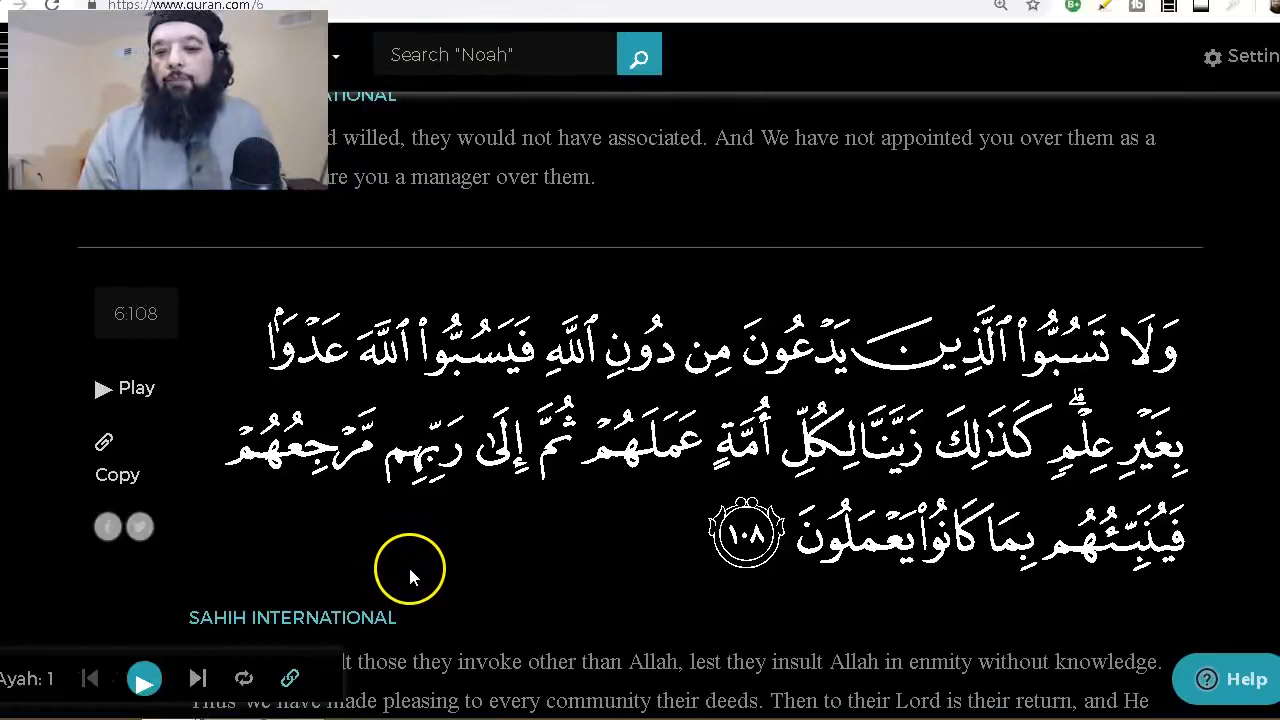 https://www.quran.com/6
Search "Noah"
Settin
NATIONAL
willed, they would not have associated. And We have not appointed you over them as a
you a manager over them.
6:108
وَلَا تَسُبُّوا۟ ٱلَّذِينَ يَدْعُونَ مِن دُونِ ٱللَّهِ فَيَسُبُّوا۟ ٱللَّهَ عَدْوًۢا
Play
بِغَيْرِ عِلْمٍۗ كَذَٰلِكَ زَيَّنَّا لِكُلِّ أُمَّةٍ عَمَلَهُمْ ثُمَّ إِلَىٰ رَبِّهِم مَّرْجِعُهُمْ
Copy
فَيُنَبِّئُهُم بِمَا كَانُوا۟ يَعْمَلُونَ ١٠٨
SAHIH INTERNATIONAL
those they invoke other than Allah, lest they insult Allah in enmity without knowledge.
Ayah: 1
Help
Thus We have made pleasing to every community their deeds. Then to their Lord is their return, and He